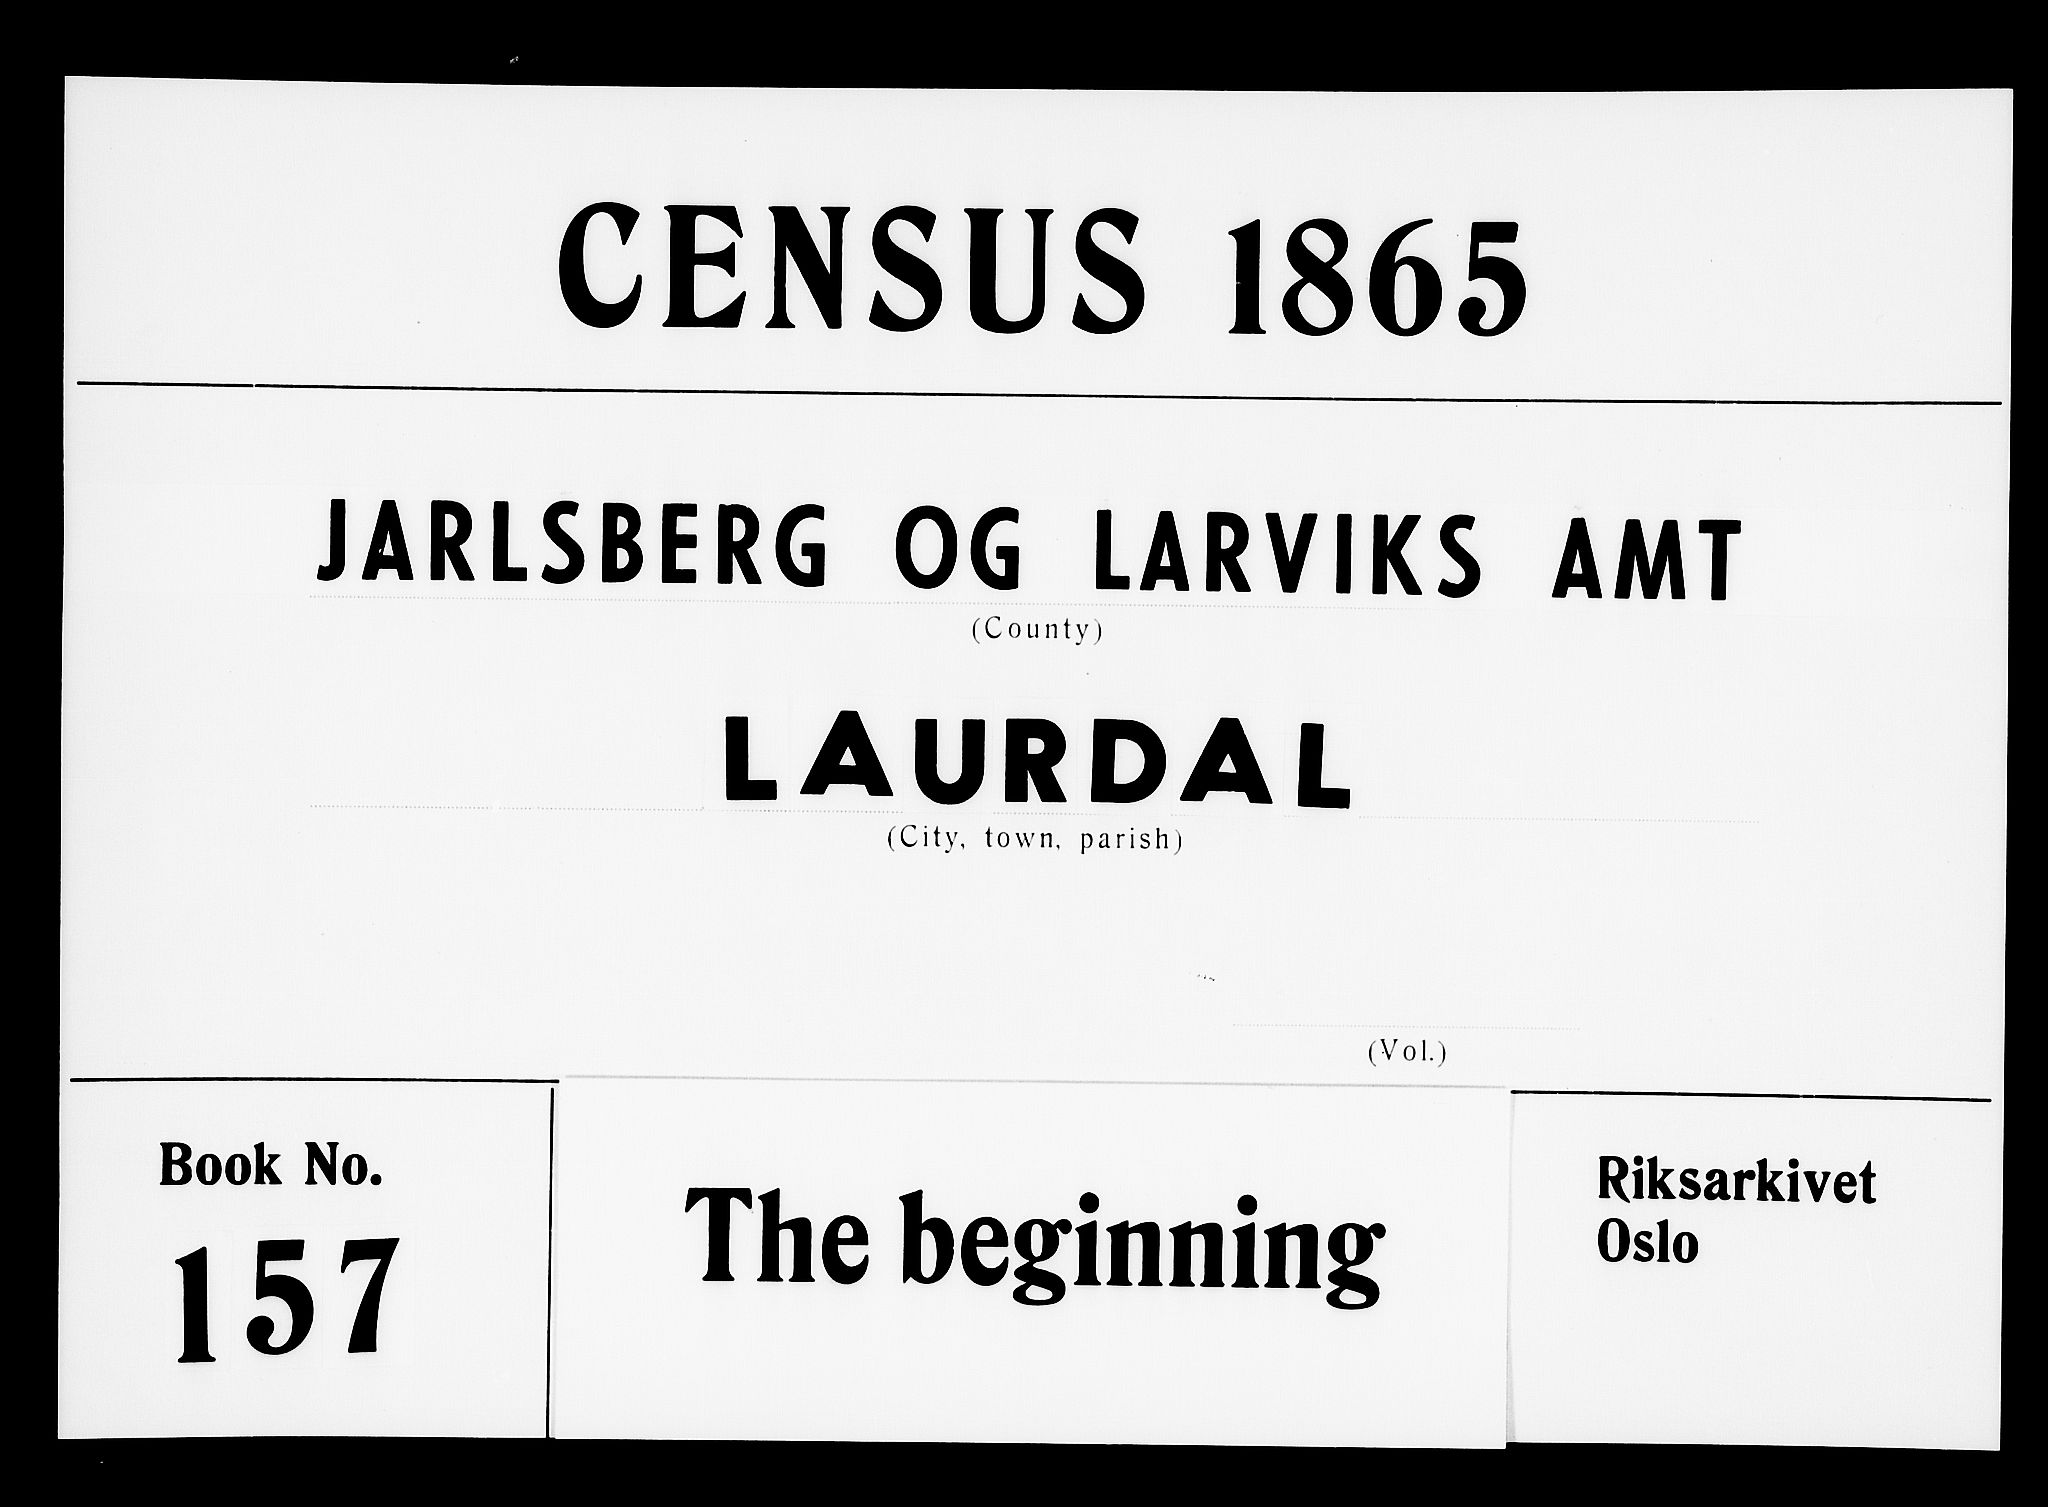 CENSUS 1865
JARLSBERG OG LARVIKS AMT
(County)
LAURDAL
(City, town, parish)
(Vol.)
Book No.
157
The beginning
Riksarkivet
Oslo